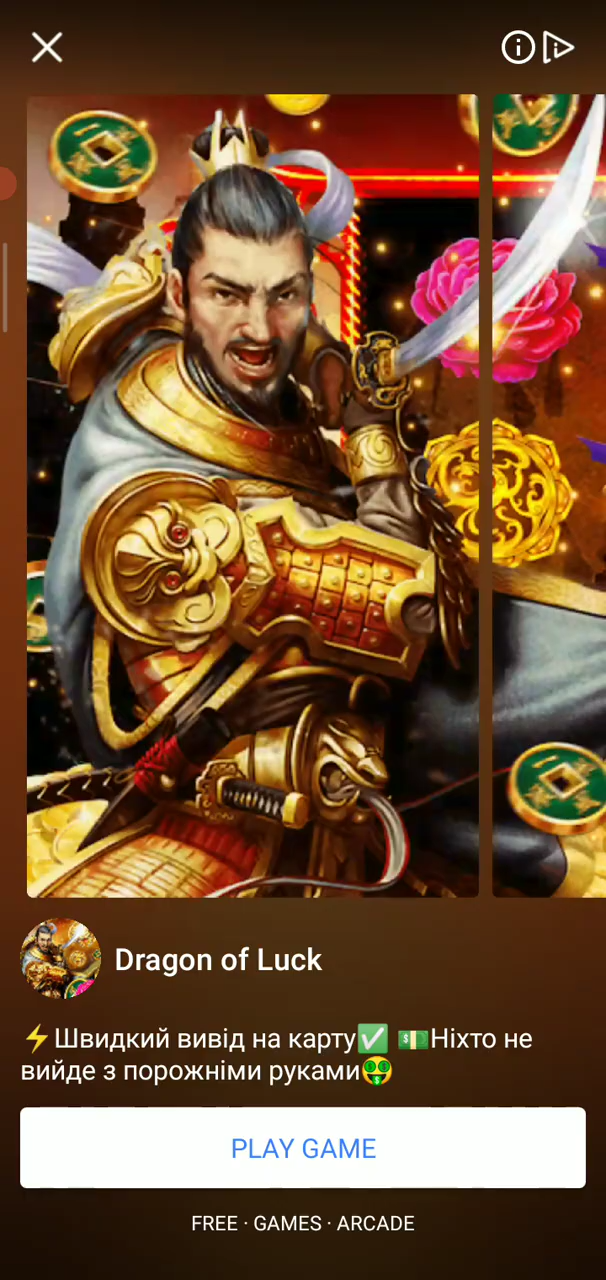 Dragon of Luck
⚡Швидкий вивід на карту✅ 💵Ніхто не
вийде з порожніми руками🤑
PLAY GAME
FREE · GAMES · ARCADE